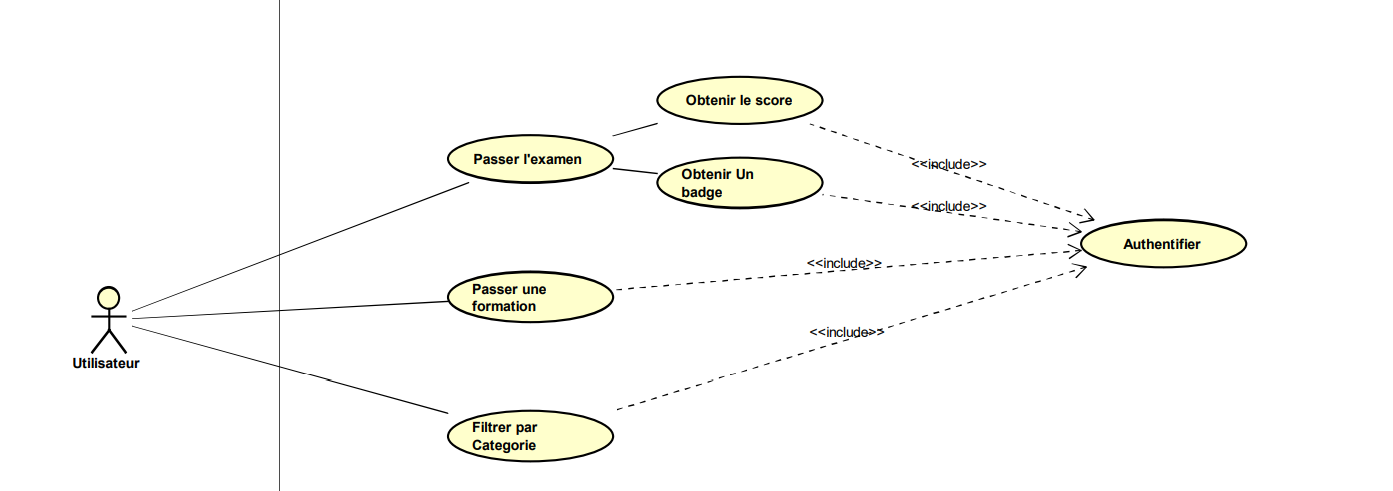 Obtenir le score
Passer l'examen
<<include>>
Obtenir Un
badge
<<include>>
Authentifier
<<include>>
Passer une
formation
<<include>>
Utilisateur
Filtrer par
Categorie